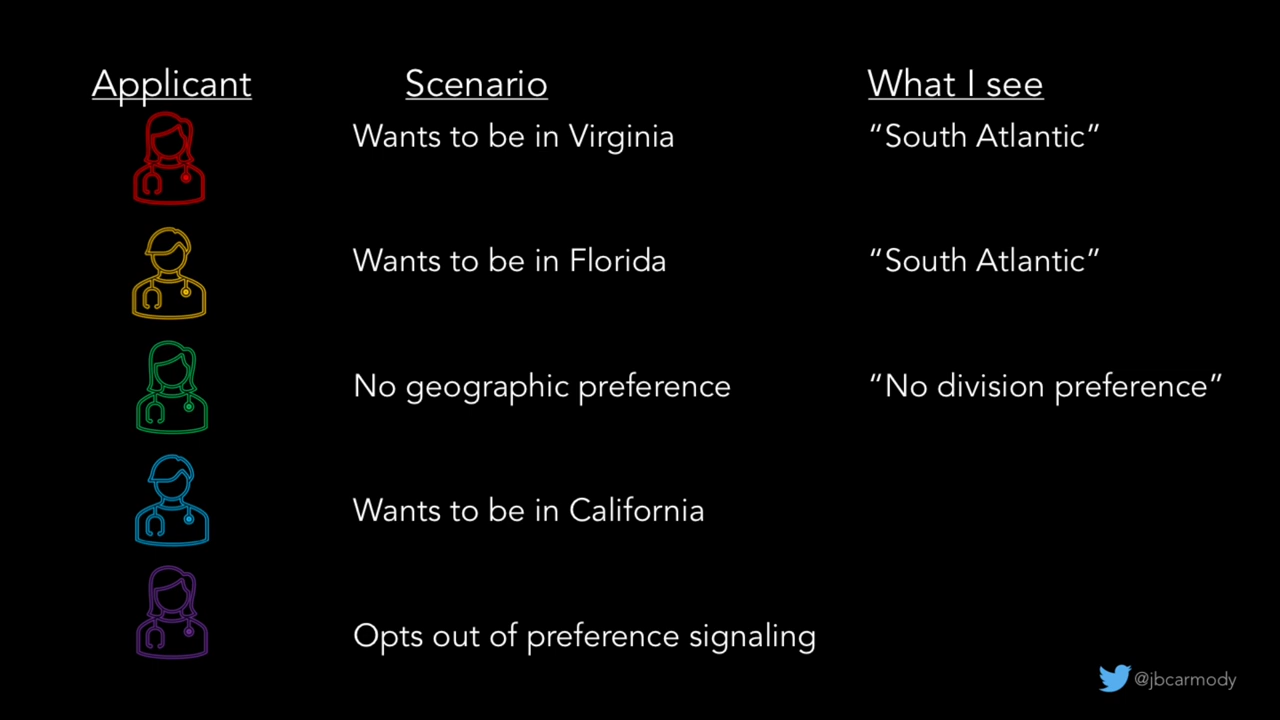 Applicant Scenario What I see
Wants to be in Virginia “South Atlantic”
Wants to be in Florida “South Atlantic”
No geographic preference “No division preference”
Wants to be in California
Opts out of preference signaling
@jbcarmody